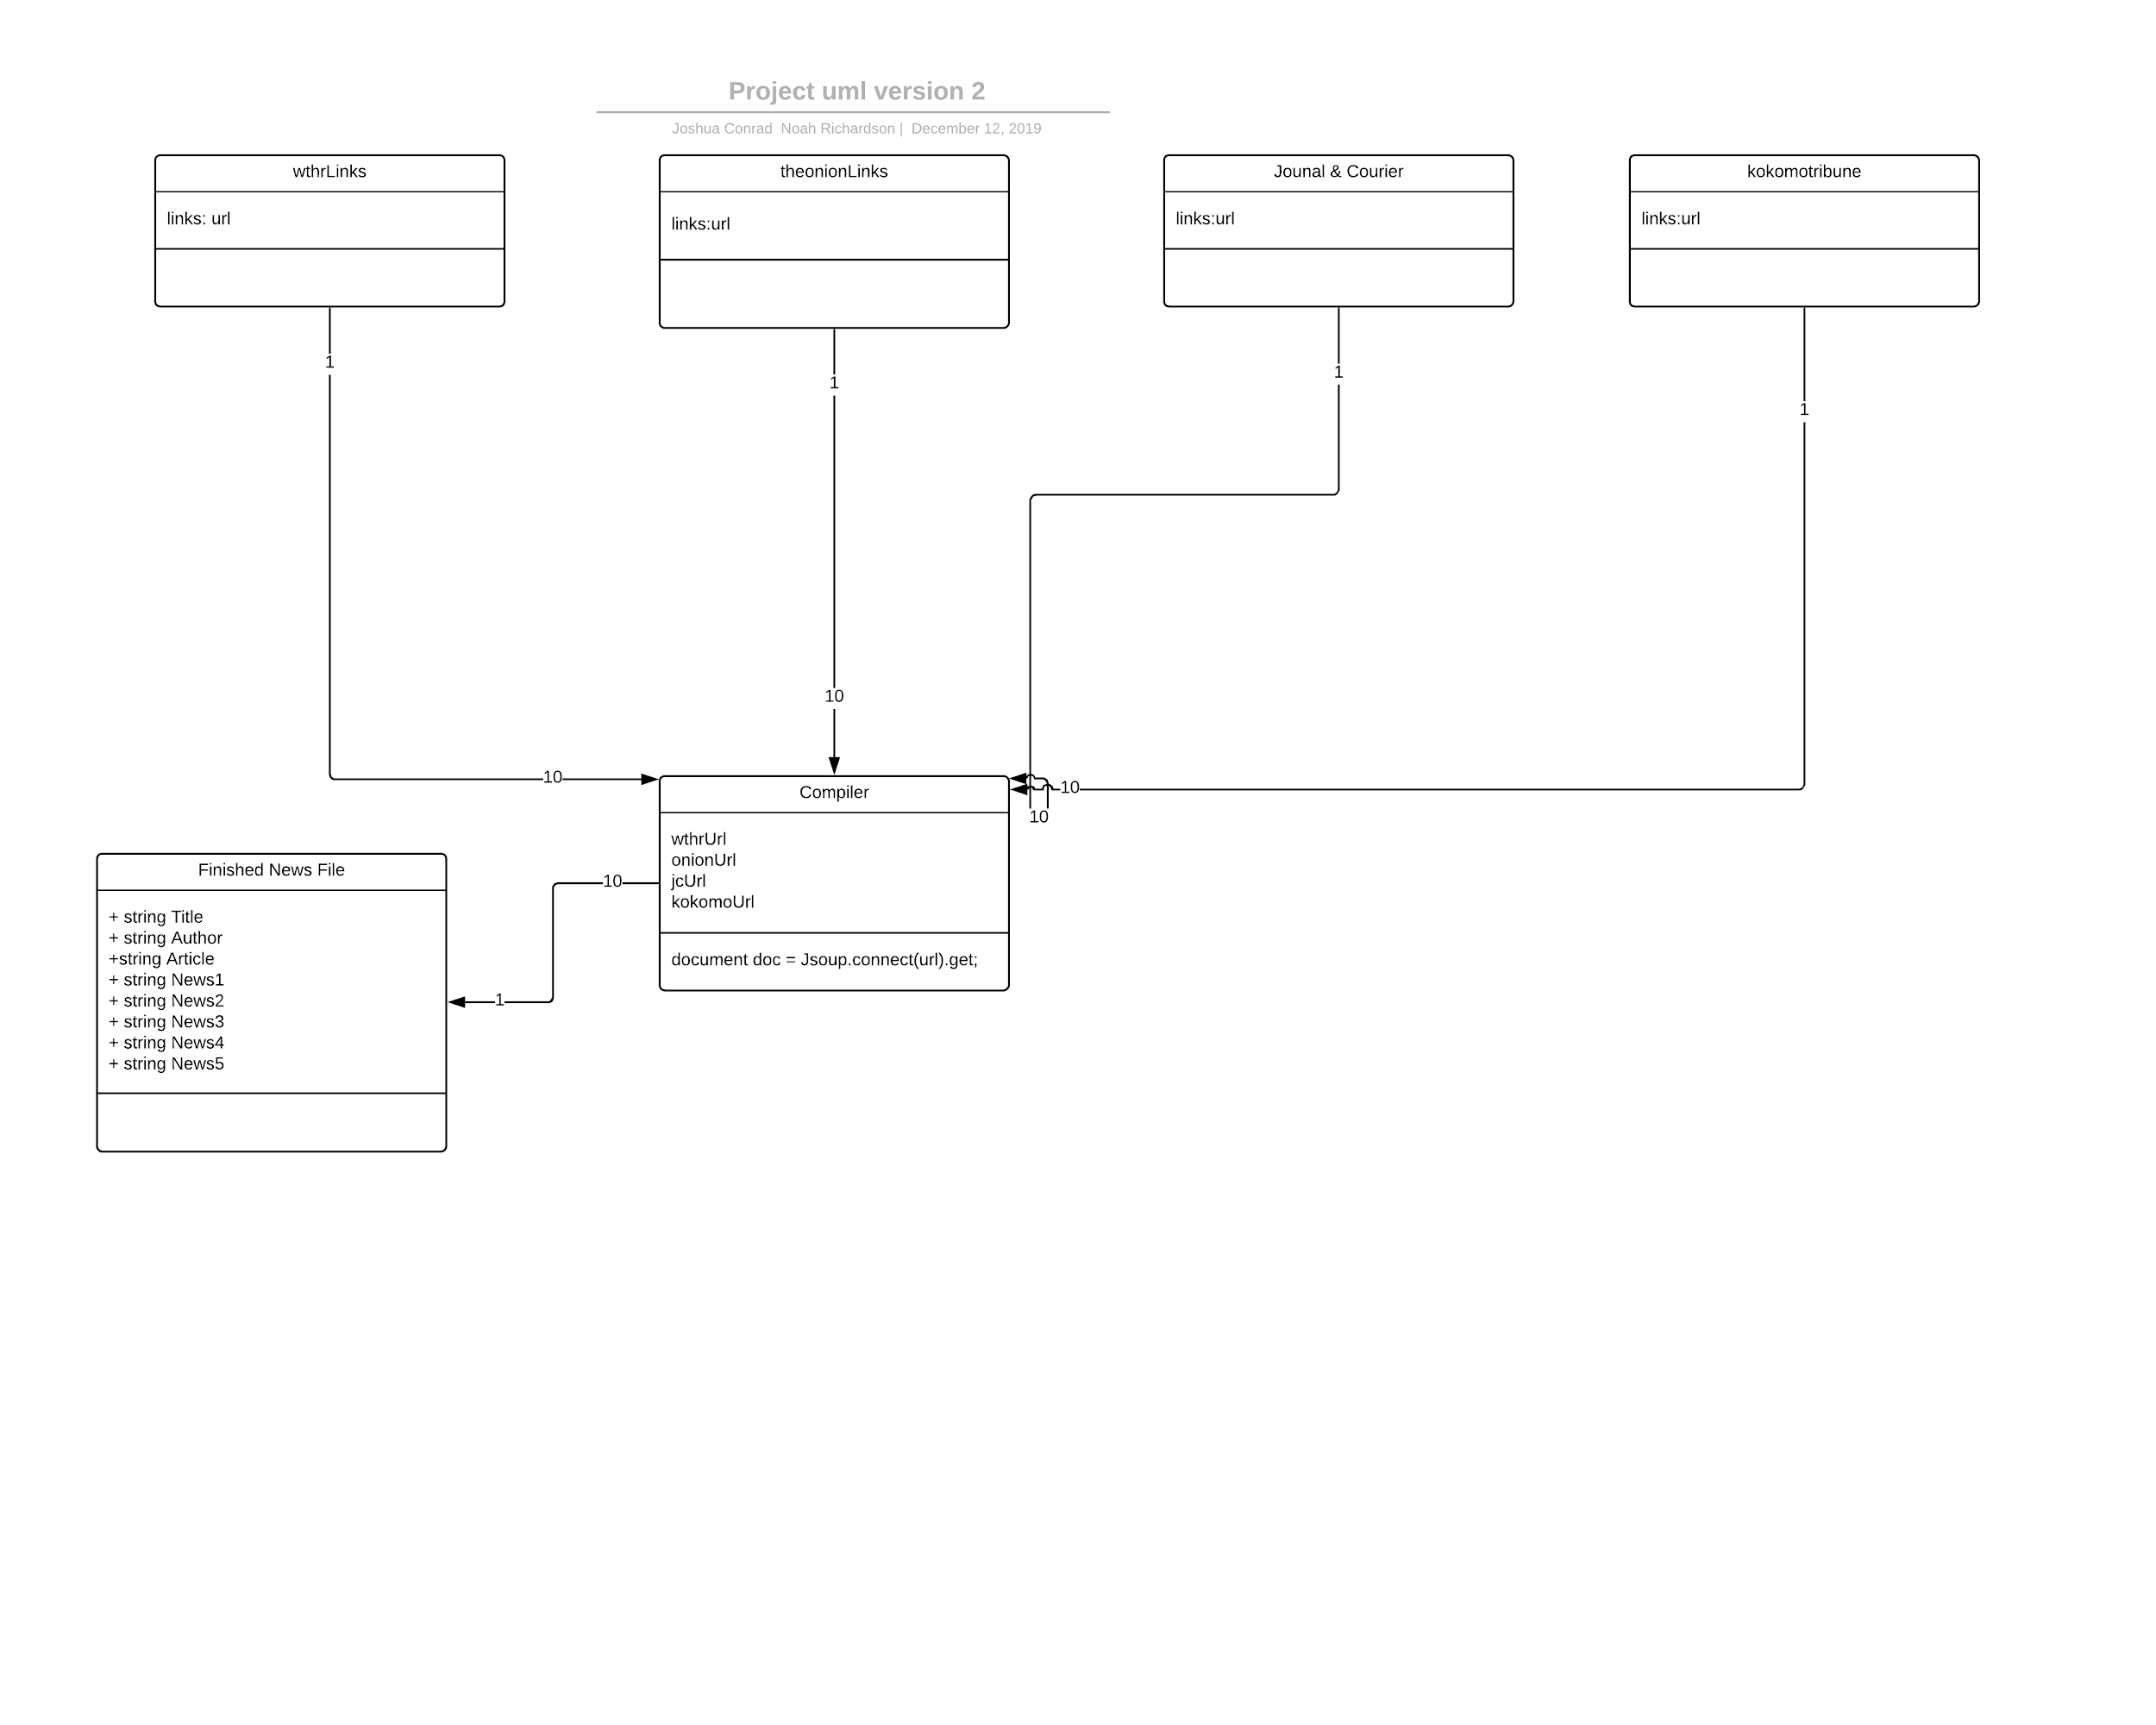 Project uml version 2
Joshua Conrad  Noah Richardson |  December 12, 2019
wthrLinks
links: url
theonionLinks
links:url
Jounal & Courier
links:url
kokomotribune
links:url
1
1
1
1
10
10
10
10
Compiler
wthrUrl
onionUrl
jcUrl
kokomoUrl
document doc = Jsoup.connect(url).get;
10
1
Finished News File
+ string Title
+ string Author
+string Article
+ string News1
+ string News2
+ string News3
+ string News4
+ string News5